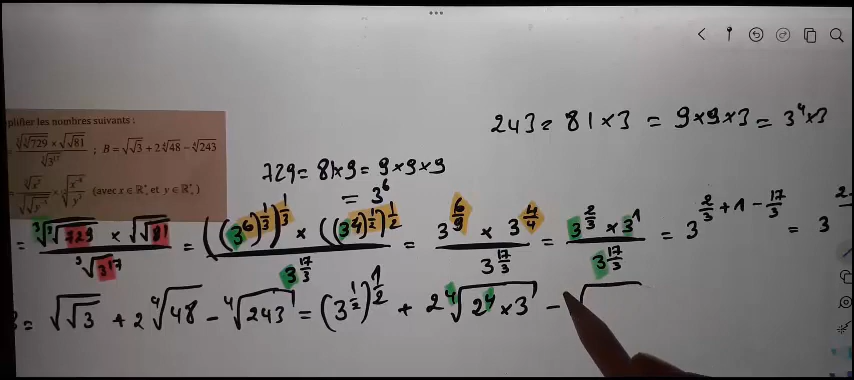 plifier les nombres suivants :
∛∛729 × √√81 / ∛3¹⁷ ; B = √√3 + 2∜48 − ∜243
(avec x ∈ ℝ*₊ et y ∈ ℝ*₊)
243 = 81 × 3 = 9×9×3 = 3⁴×3
729 = 81×9 = 9×9×9
= 3⁶
= ∛∛729 × √√81 / ∛3¹⁷ = ((3⁶)^(1/3))^(1/3) × ((3⁴)^(1/2))^(1/2) / 3^(17/3) = 3^(6/9) × 3^(4/4) / 3^(17/3) = 3^(2/3) × 3¹ / 3^(17/3) = 3^(2/3 + 1 − 17/3) = 3
= √√3 + 2∜48 − ∜243 = (3^(1/2))^(1/2) + 2∜(2⁴ × 3) − √